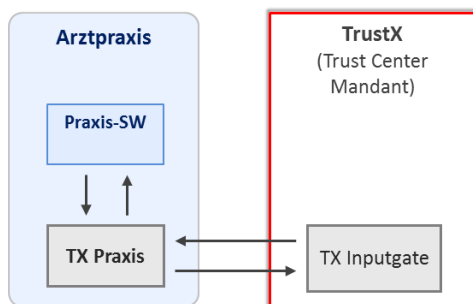 Arztpraxis
Praxis-SW
TX Praxis
TrustX
(Trust Center
Mandant)
TX Inputgate